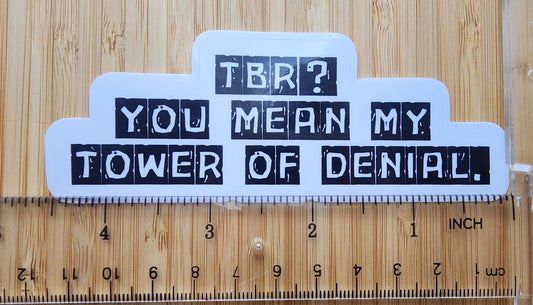 TBR?
YOU MEAN MY
TOWER OF DENIAL.
4 3 2 1 INCH
12 11 10 9 8 7 6 5 4 3 2 1 cm